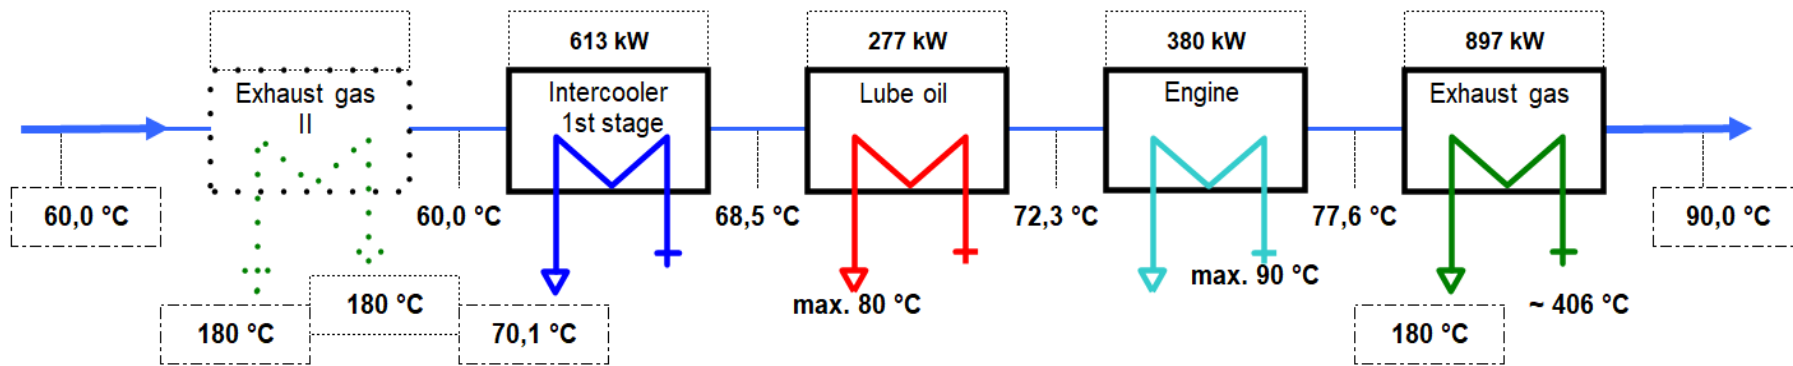 613 kW
277 kW
380 kW
897 kW
Exhaust gas
II
Intercooler
1st stage
Lube oil
Engine
Exhaust gas
60,0 °C
60,0 °C
68,5 °C
72,3 °C
77,6 °C
90,0 °C
max. 90 °C
180 °C
max. 80 °C
~ 406 °C
180 °C
70,1 °C
180 °C